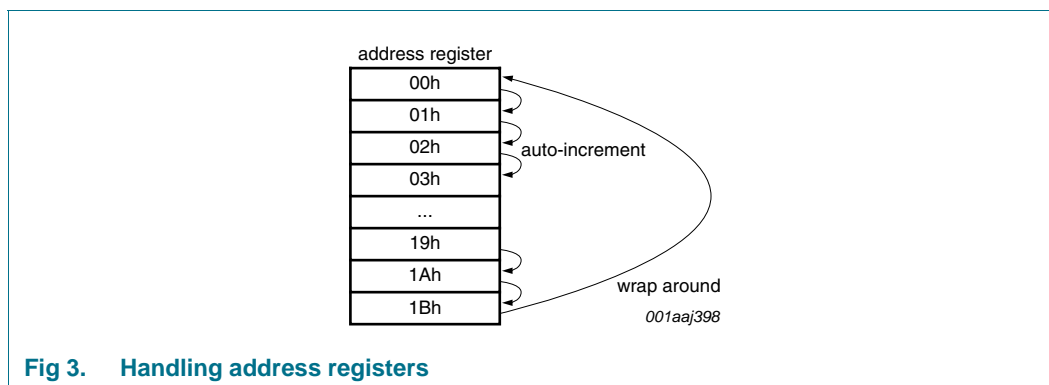 address register
00h
01h
02h
auto-increment
03h
...
19h
1Ah
wrap around
1Bh
001aaj398
Fig 3. Handling address registers